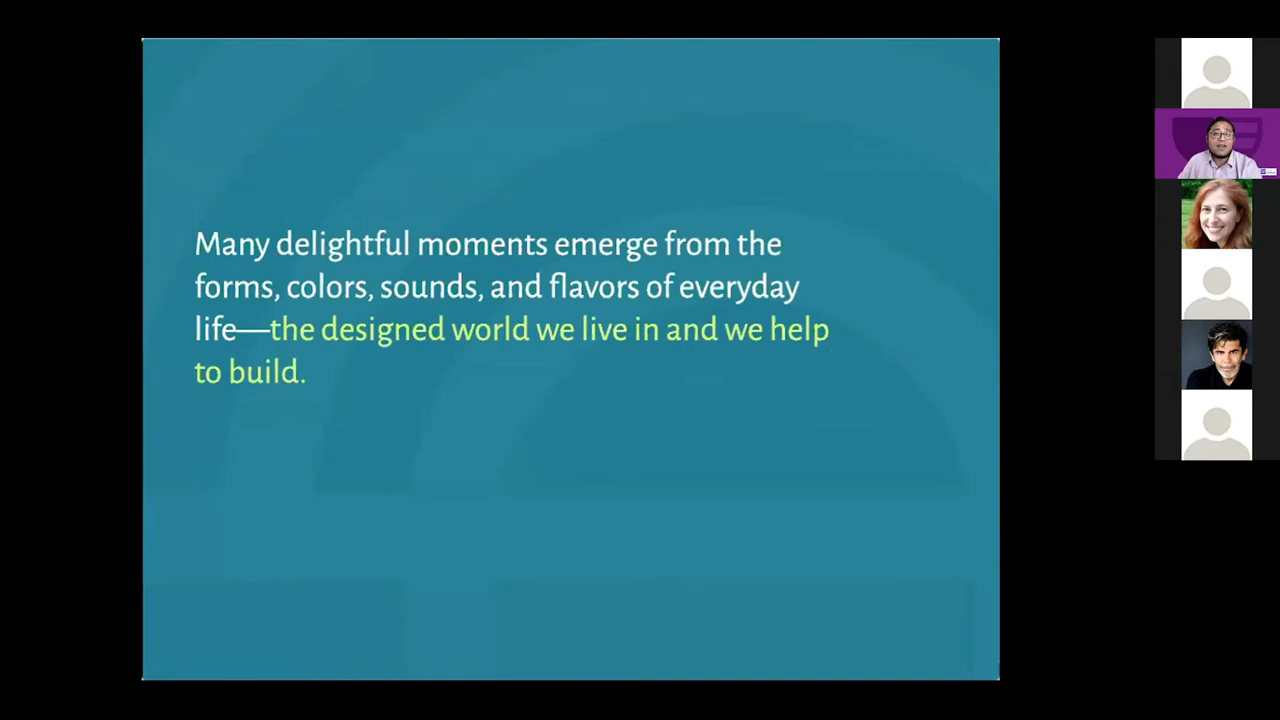 Many delightful moments emerge from the
forms, colors, sounds, and flavors of everyday
life—the designed world we live in and we help
to build.